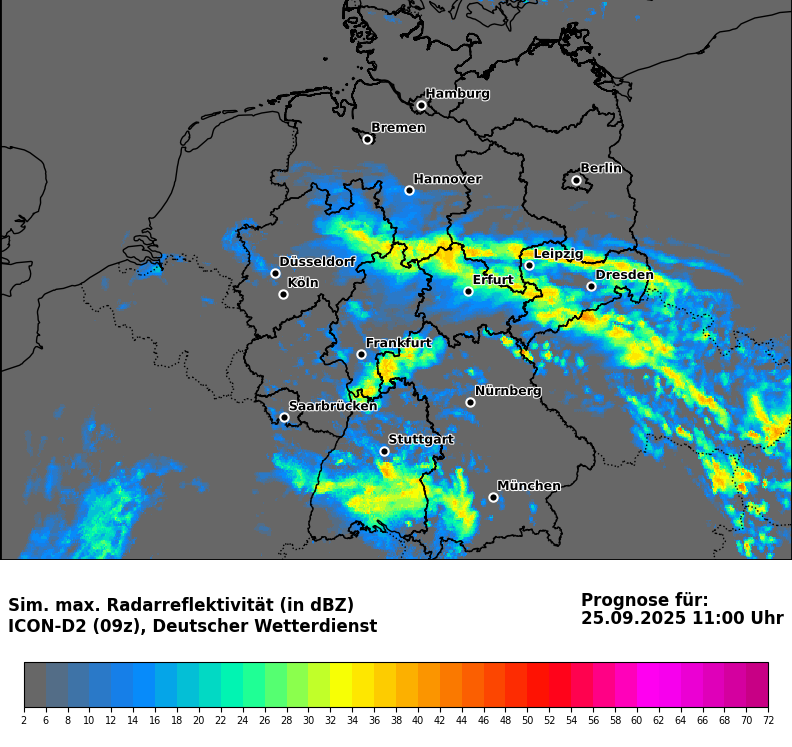 Hamburg
Bremen
Berlin
Hannover
Leipzig
Düsseldorf
Dresden
Köln
Erfurt
Frankfurt
Nürnberg
Saarbrücken
Stuttgart
München
Sim. max. Radarreflektivität (in dBZ)
ICON-D2 (09z), Deutscher Wetterdienst
Prognose für:
25.09.2025 11:00 Uhr
2 6 8 10 12 14 16 18 20 22 24 26 28 30 32 34 36 38 40 42 44 46 48 50 52 54 56 58 60 62 64 66 68 70 72